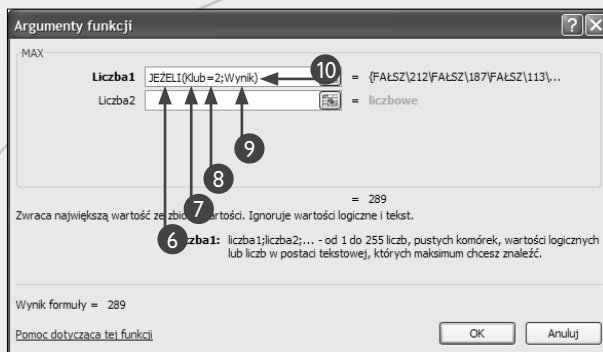 Argumenty funkcji
MAX
Liczba1 JEŻELI(Klub=2;Wynik) 10 = {FAŁSZ\212\FAŁSZ\187\FAŁSZ\113\...
Liczba2 = liczbowe
9
8
7
6
= 289
Zwraca największą wartość ze Ignoruje wartości logiczne i tekst.
liczba1;liczba2;... - od 1 do 255 liczb, pustych komórek, wartości logicznych
lub liczb w postaci tekstowej, których maksimum chcesz znaleźć.
Wynik formuły = 289
Pomoc dotycząca tej funkcji OK Anuluj